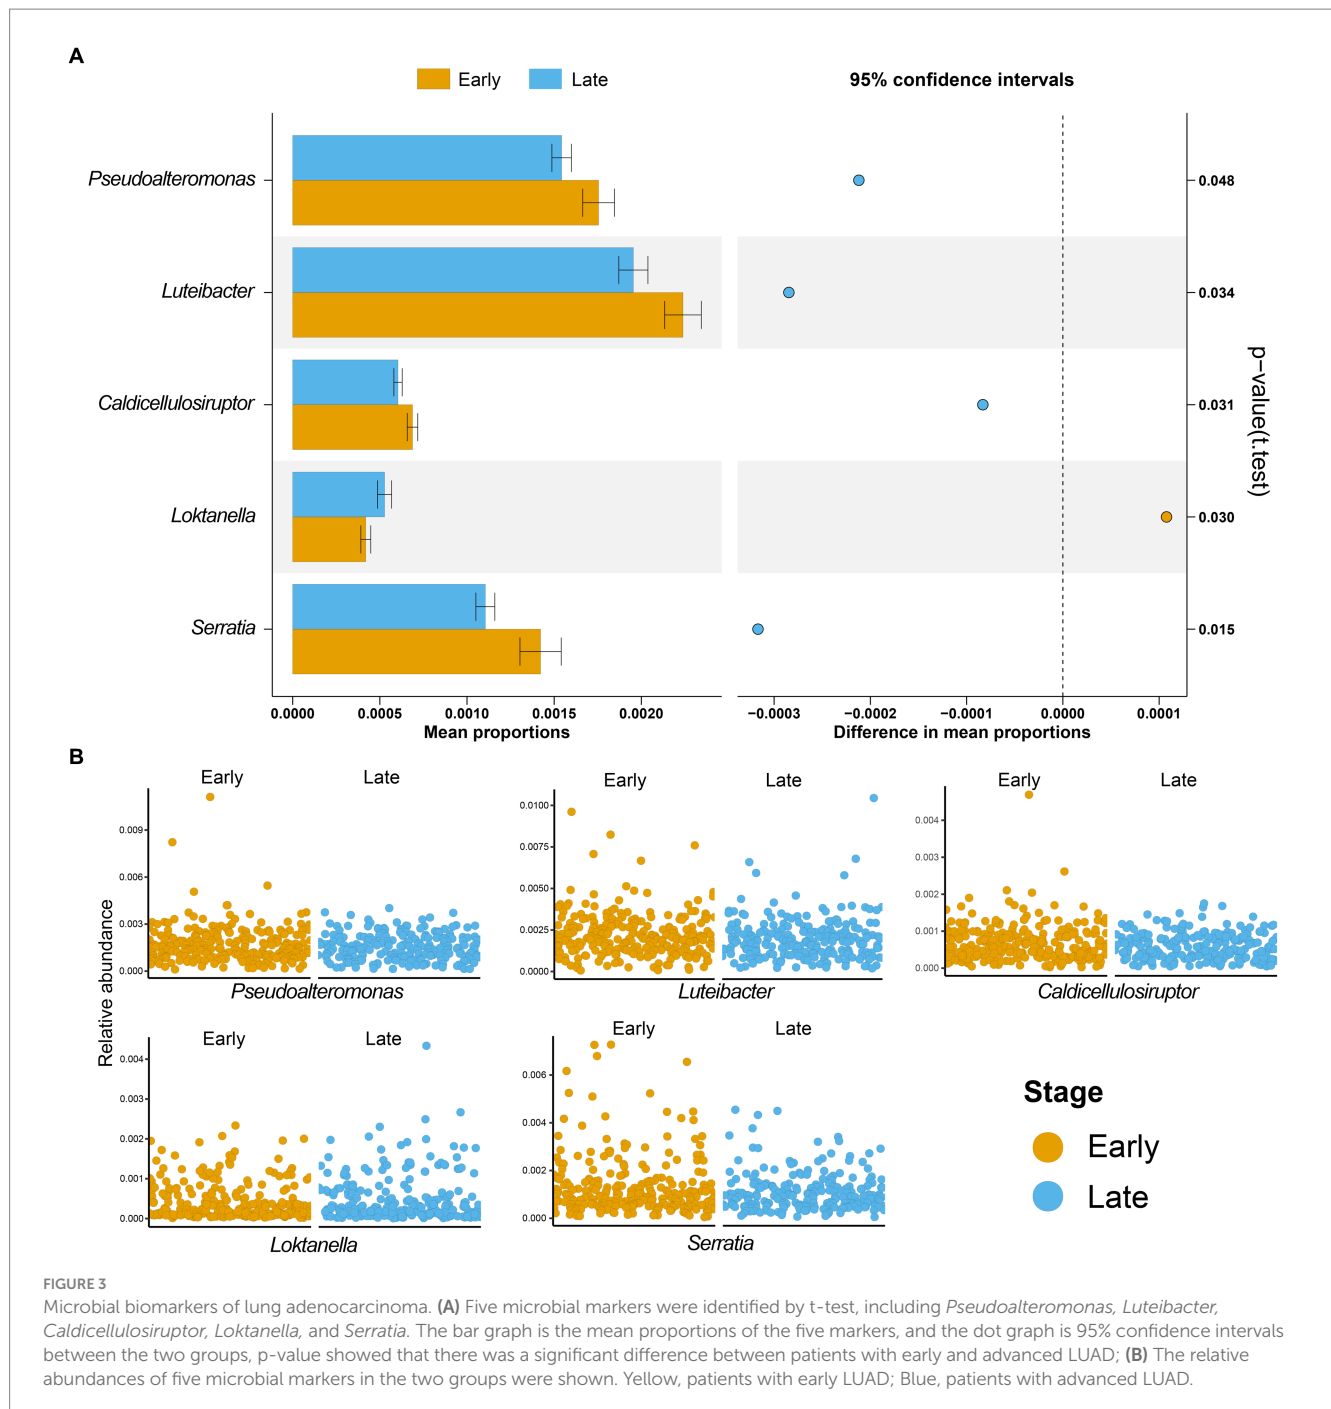 A
Early Late 95% confidence intervals
Pseudoalteromonas 0.048
Luteibacter 0.034
Caldicellulosiruptor 0.031
Loktanella 0.030
Serratia 0.015
p−value(t.test)
0.0000 0.0005 0.0010 0.0015 0.0020 −0.0003 −0.0002 −0.0001 0.0000 0.0001
Mean proportions Difference in mean proportions
B
Relative abundance
Early Late
0.009
0.006
0.003
0.000
Pseudoalteromonas
Early Late
0.0100
0.0075
0.0050
0.0025
0.0000
Luteibacter
Early Late
0.004
0.003
0.002
0.001
0.000
Caldicellulosiruptor
Early Late
0.004
0.003
0.002
0.001
0.000
Loktanella
Early Late
0.006
0.004
0.002
0.000
Serratia
Stage
Early
Late
FIGURE 3
Microbial biomarkers of lung adenocarcinoma. (A) Five microbial markers were identified by t-test, including Pseudoalteromonas, Luteibacter,
Caldicellulosiruptor, Loktanella, and Serratia. The bar graph is the mean proportions of the five markers, and the dot graph is 95% confidence intervals
between the two groups, p-value showed that there was a significant difference between patients with early and advanced LUAD; (B) The relative
abundances of five microbial markers in the two groups were shown. Yellow, patients with early LUAD; Blue, patients with advanced LUAD.